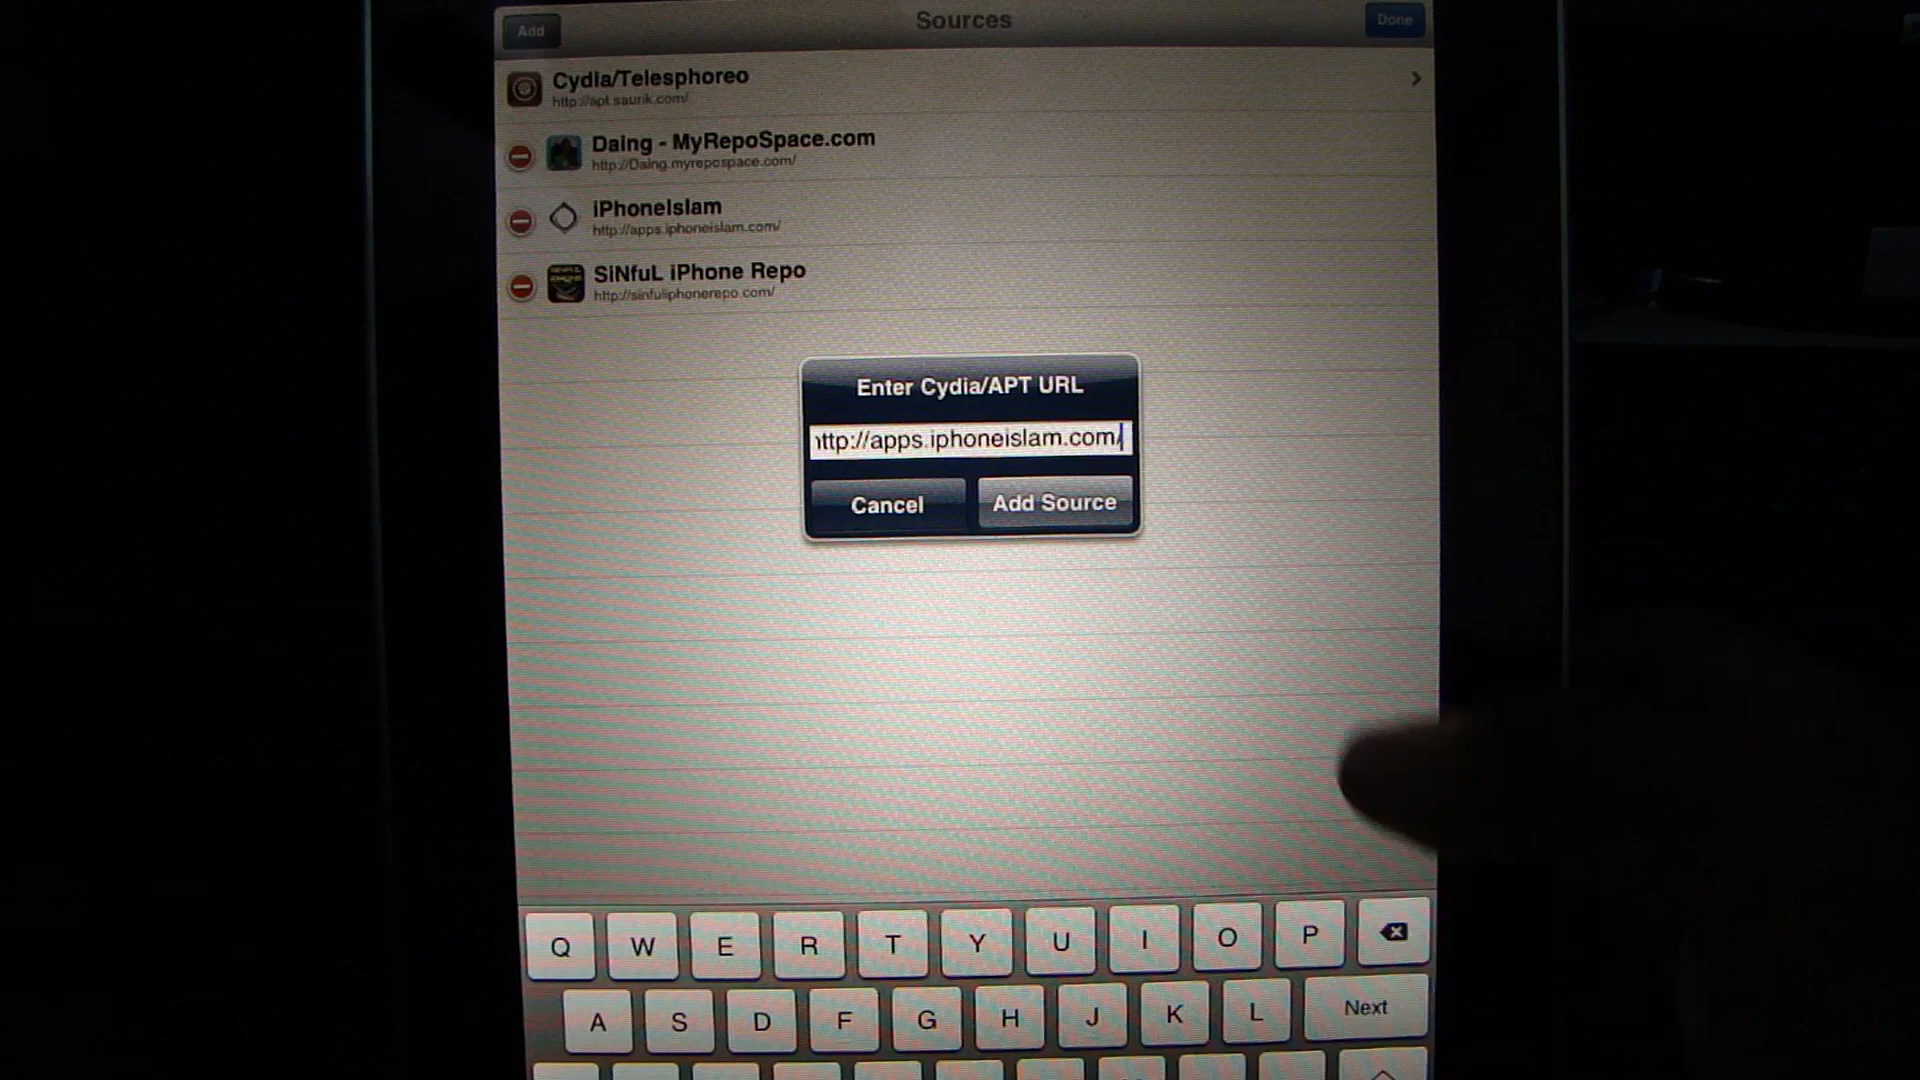 Add
Sources
Done
Cydia/Telesphoreo
http://apt.saurik.com/
Daing - MyRepoSpace.com
http://Daing.myrepospace.com/
iPhoneIslam
http://apps.iphoneislam.com/
SiNfuL iPhone Repo
http://sinfuliphonerepo.com/
Enter Cydia/APT URL
ttp://apps.iphoneislam.com/
Cancel
Add Source
Q W E R T Y U I O P
A S D F G H J K L Next